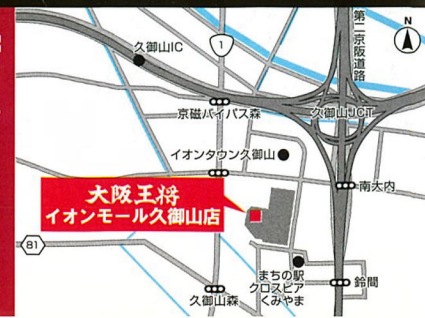 久御山IC
1
第二京阪道路
N
京磁バイパス森
久御山JCT
イオンタウン久御山
南大内
大阪王将
イオンモール久御山店
81
まちの駅
クロスピア
くみやま
久御山森
鈴間